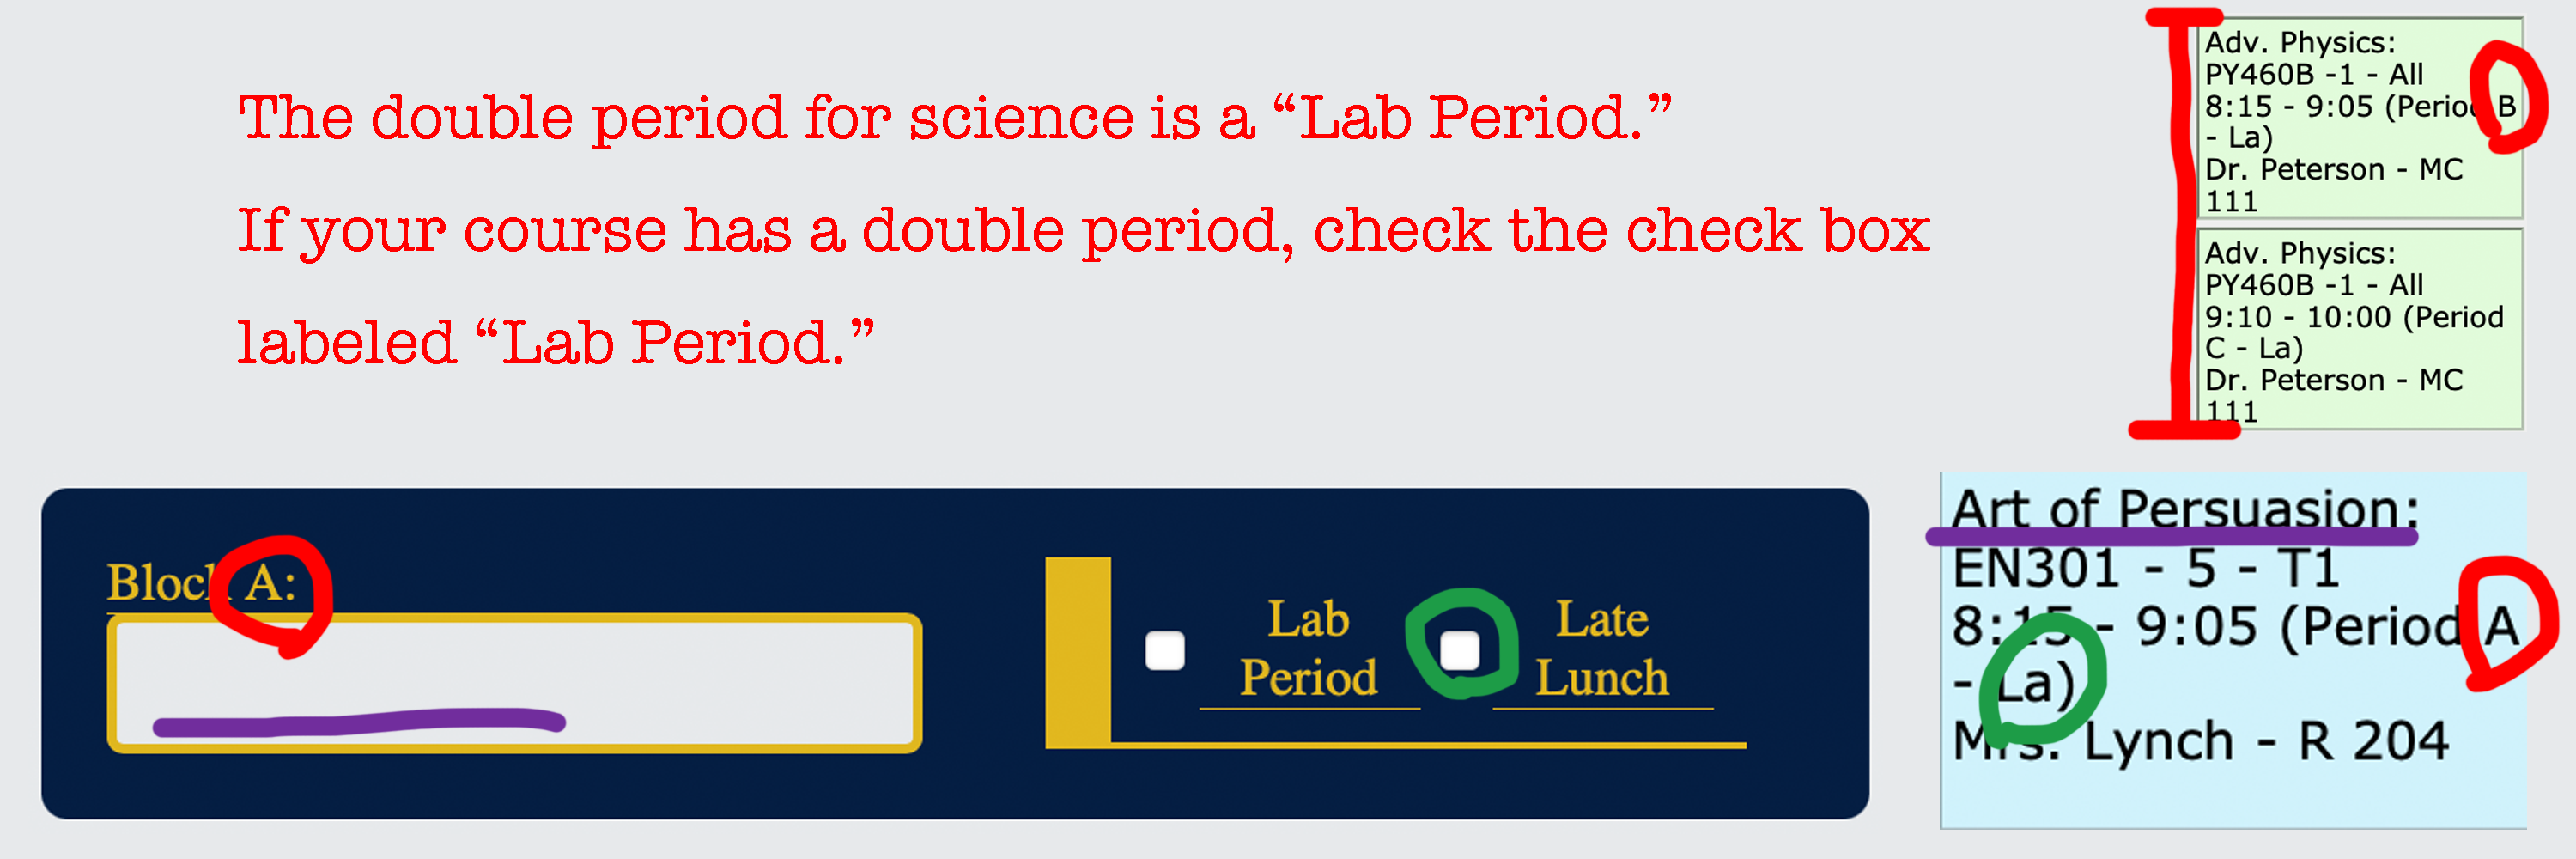 The double period for science is a “Lab Period.”
If your course has a double period, check the check box
labeled “Lab Period.”
Adv. Physics:
PY460B -1 - All
8:15 - 9:05 (Period B
- La)
Dr. Peterson - MC
111
Adv. Physics:
PY460B -1 - All
9:10 - 10:00 (Period
C - La)
Dr. Peterson - MC
111
Block A:
Lab
Period
Late
Lunch
Art of Persuasion:
EN301 - 5 - T1
8:15 - 9:05 (Period A
- La)
Mrs. Lynch - R 204